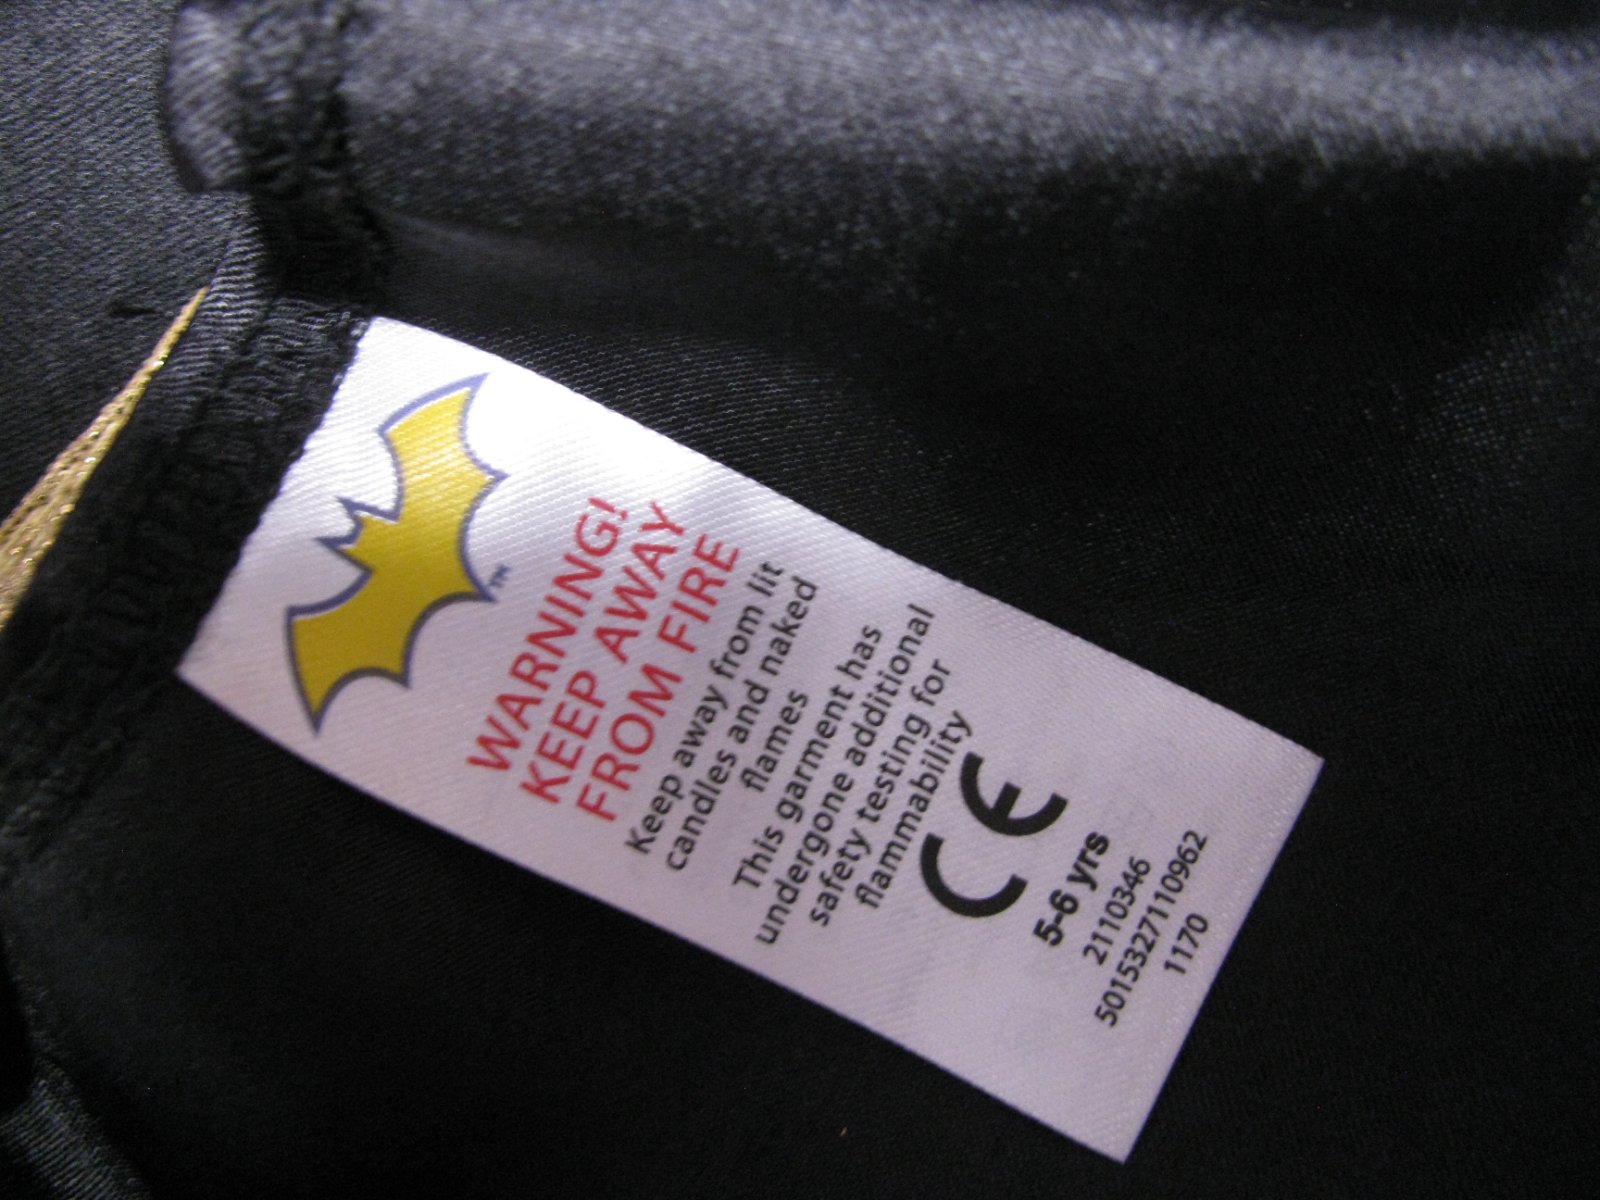 ™
WARNING!
KEEP AWAY
FROM FIRE
Keep away from lit
candles and naked
flames
This garment has
undergone additional
safety testing for
flammability
CE
5-6 yrs
2110346
5015327110962
1170